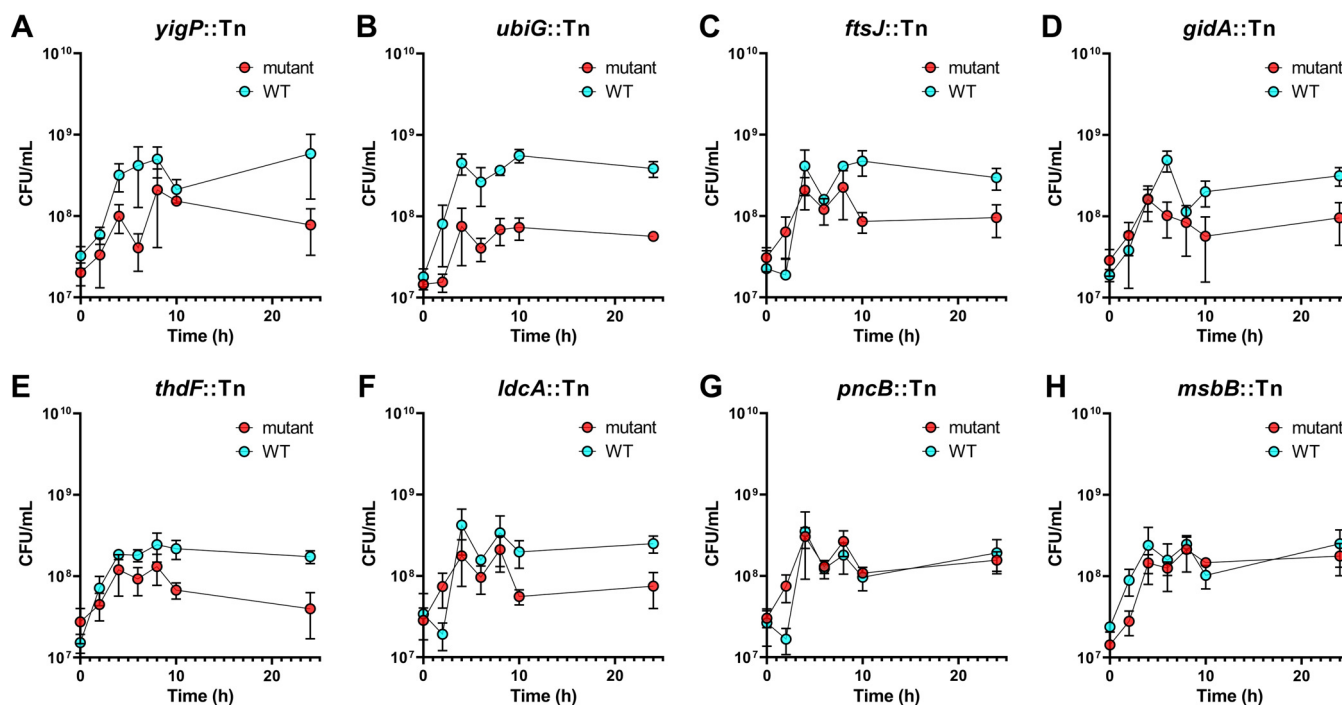 A yigP::Tn
10^10
10^9
10^8
10^7
CFU/mL
mutant
WT
0 10 20
Time (h)
B ubiG::Tn
10^10
10^9
10^8
10^7
CFU/mL
mutant
WT
0 10 20
Time (h)
C ftsJ::Tn
10^10
10^9
10^8
10^7
CFU/mL
mutant
WT
0 10 20
Time (h)
D gidA::Tn
10^10
10^9
10^8
10^7
CFU/mL
mutant
WT
0 10 20
Time (h)
E thdF::Tn
10^10
10^9
10^8
10^7
CFU/mL
mutant
WT
0 10 20
Time (h)
F ldcA::Tn
10^10
10^9
10^8
10^7
CFU/mL
mutant
WT
0 10 20
Time (h)
G pncB::Tn
10^10
10^9
10^8
10^7
CFU/mL
mutant
WT
0 10 20
Time (h)
H msbB::Tn
10^10
10^9
10^8
10^7
CFU/mL
mutant
WT
0 10 20
Time (h)